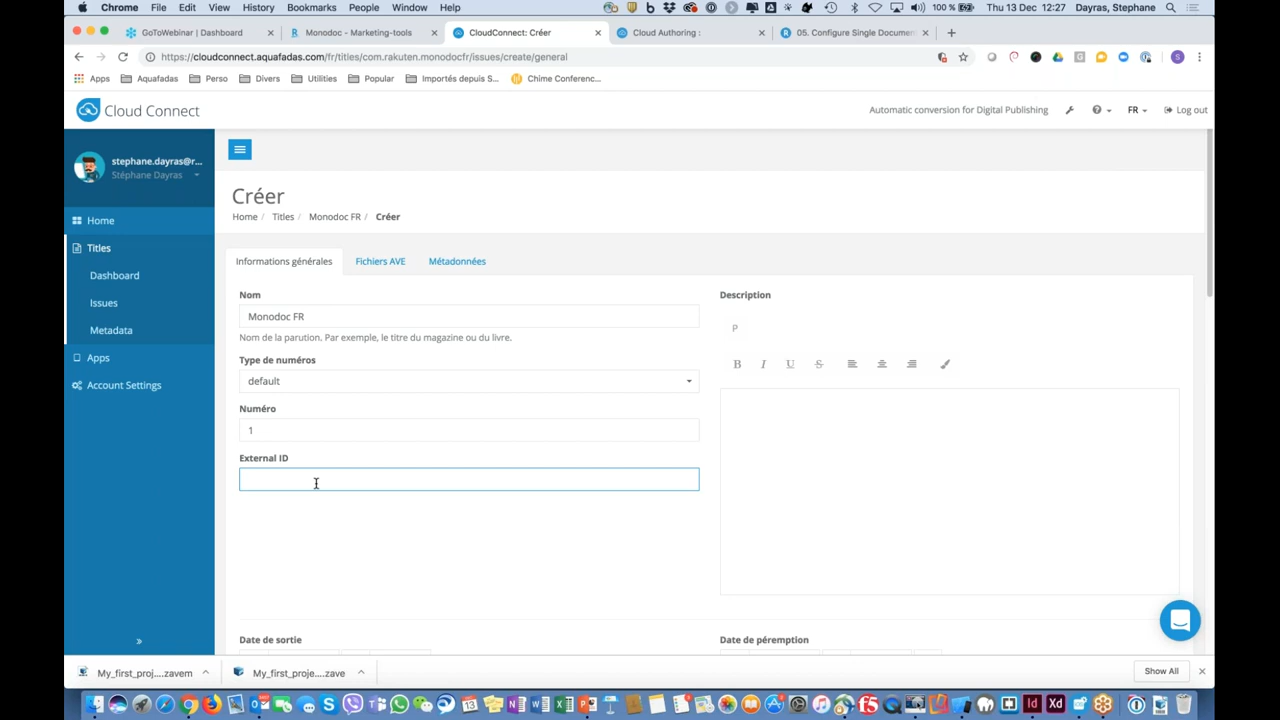 Chrome File Edit View History Bookmarks People Window Help 100 % Thu 13 Dec 12:27 Dayras, Stephane
GoToWebinar | Dashboard Monodoc - Marketing-tools CloudConnect: Créer Cloud Authoring : 05. Configure Single Documen
https://cloudconnect.aquafadas.com/fr/titles/com.rakuten.monodocfr/issues/create/general
Apps Aquafadas Perso Divers Utilities Popular Importés depuis S... Chime Conferenc...
Cloud Connect Automatic conversion for Digital Publishing FR Log out
stephane.dayras@r...
Stéphane Dayras
Home
Titles
Dashboard
Issues
Metadata
Apps
Account Settings
»
Créer
Home / Titles / Monodoc FR / Créer
Informations générales Fichiers AVE Métadonnées
Nom
Monodoc FR
Nom de la parution. Par exemple, le titre du magazine ou du livre.
Type de numéros
default
Numéro
1
External ID
Description
P
B I U S
Date de sortie Date de péremption
My_first_proj....zavem My_first_proje....zave Show All